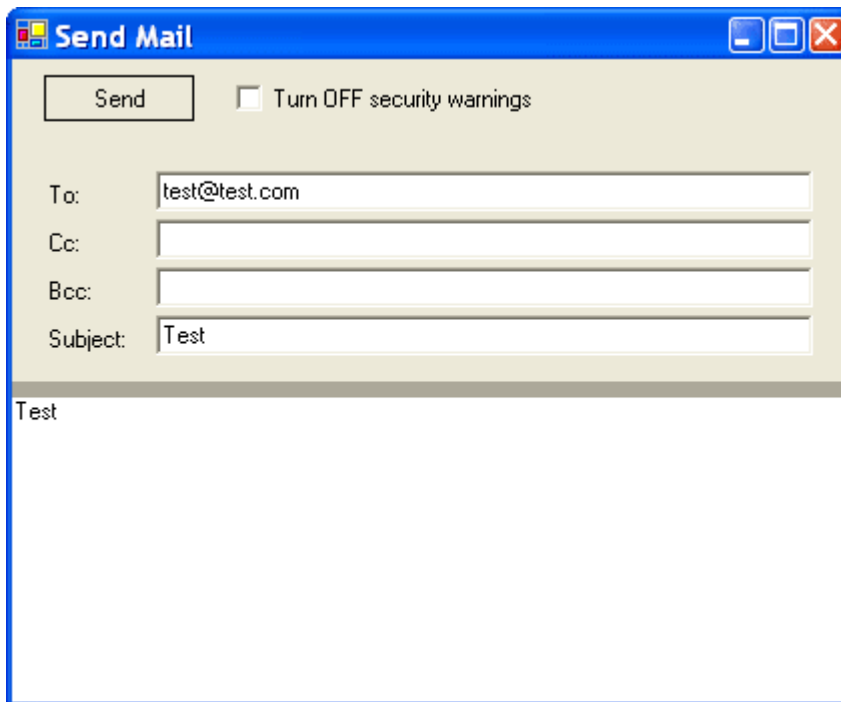 Send Mail
Send Turn OFF security warnings
To: test@test.com
Cc:
Bcc:
Subject: Test
Test